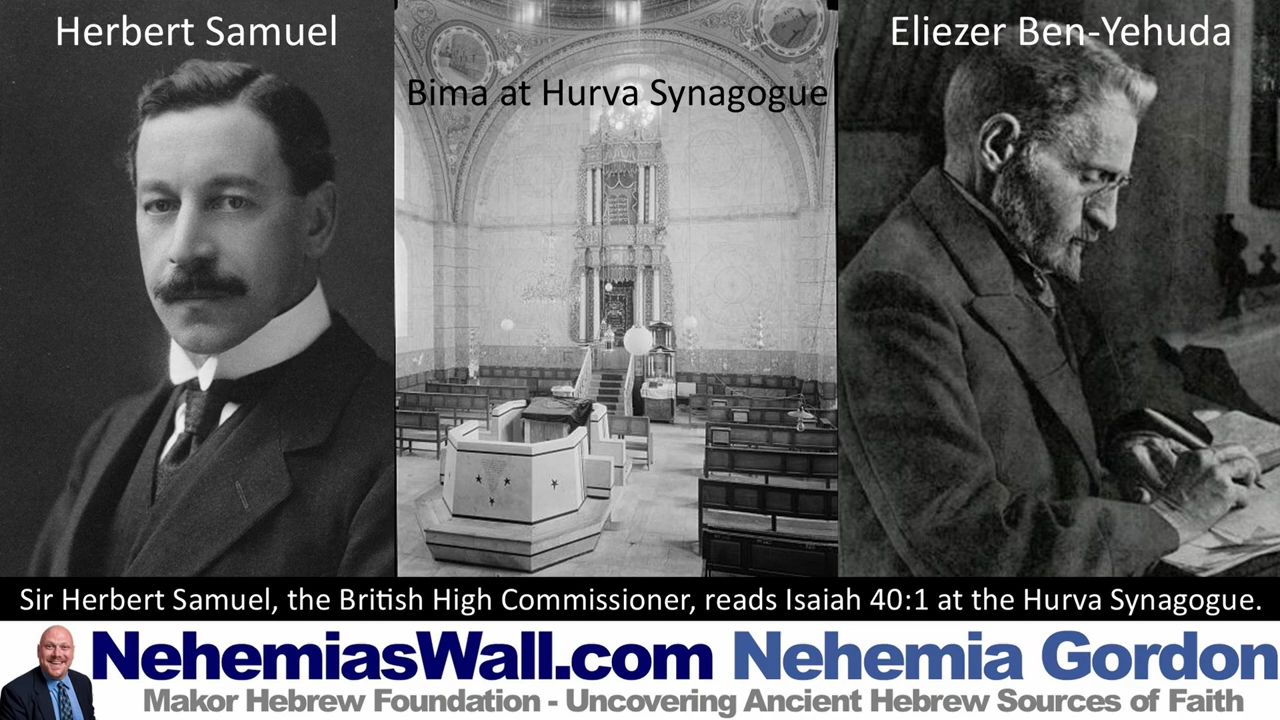 Herbert Samuel
Bima at Hurva Synagogue
Eliezer Ben-Yehuda
Sir Herbert Samuel, the British High Commissioner, reads Isaiah 40:1 at the Hurva Synagogue.
NehemiasWall.com Nehemia Gordon
Makor Hebrew Foundation - Uncovering Ancient Hebrew Sources of Faith